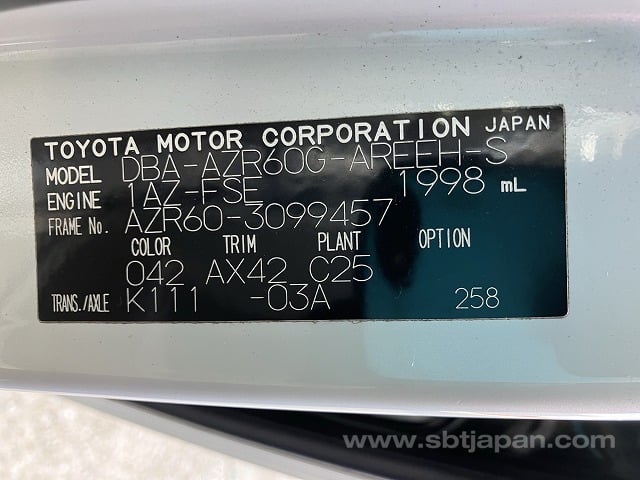 TOYOTA MOTOR CORPORATION JAPAN
MODEL DBA-AZR60G-AREEH-S
ENGINE 1AZ-FSE 1998 mL
FRAME No. AZR60-3099457
COLOR TRIM PLANT OPTION
042 AX42 C25
TRANS./AXLE K111 -03A 258
www.sbtjapan.com